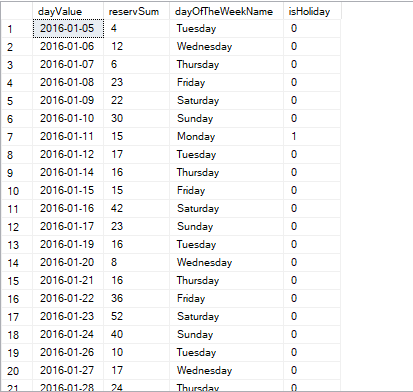 dayValue reservSum dayOfTheWeekName isHoliday
1 2016-01-05 4 Tuesday 0
2 2016-01-06 12 Wednesday 0
3 2016-01-07 6 Thursday 0
4 2016-01-08 23 Friday 0
5 2016-01-09 22 Saturday 0
6 2016-01-10 30 Sunday 0
7 2016-01-11 15 Monday 1
8 2016-01-12 17 Tuesday 0
9 2016-01-14 16 Thursday 0
10 2016-01-15 15 Friday 0
11 2016-01-16 42 Saturday 0
12 2016-01-17 23 Sunday 0
13 2016-01-19 16 Tuesday 0
14 2016-01-20 8 Wednesday 0
15 2016-01-21 16 Thursday 0
16 2016-01-22 36 Friday 0
17 2016-01-23 52 Saturday 0
18 2016-01-24 40 Sunday 0
19 2016-01-26 10 Tuesday 0
20 2016-01-27 17 Wednesday 0
21 2016-01-28 24 Thursday 0